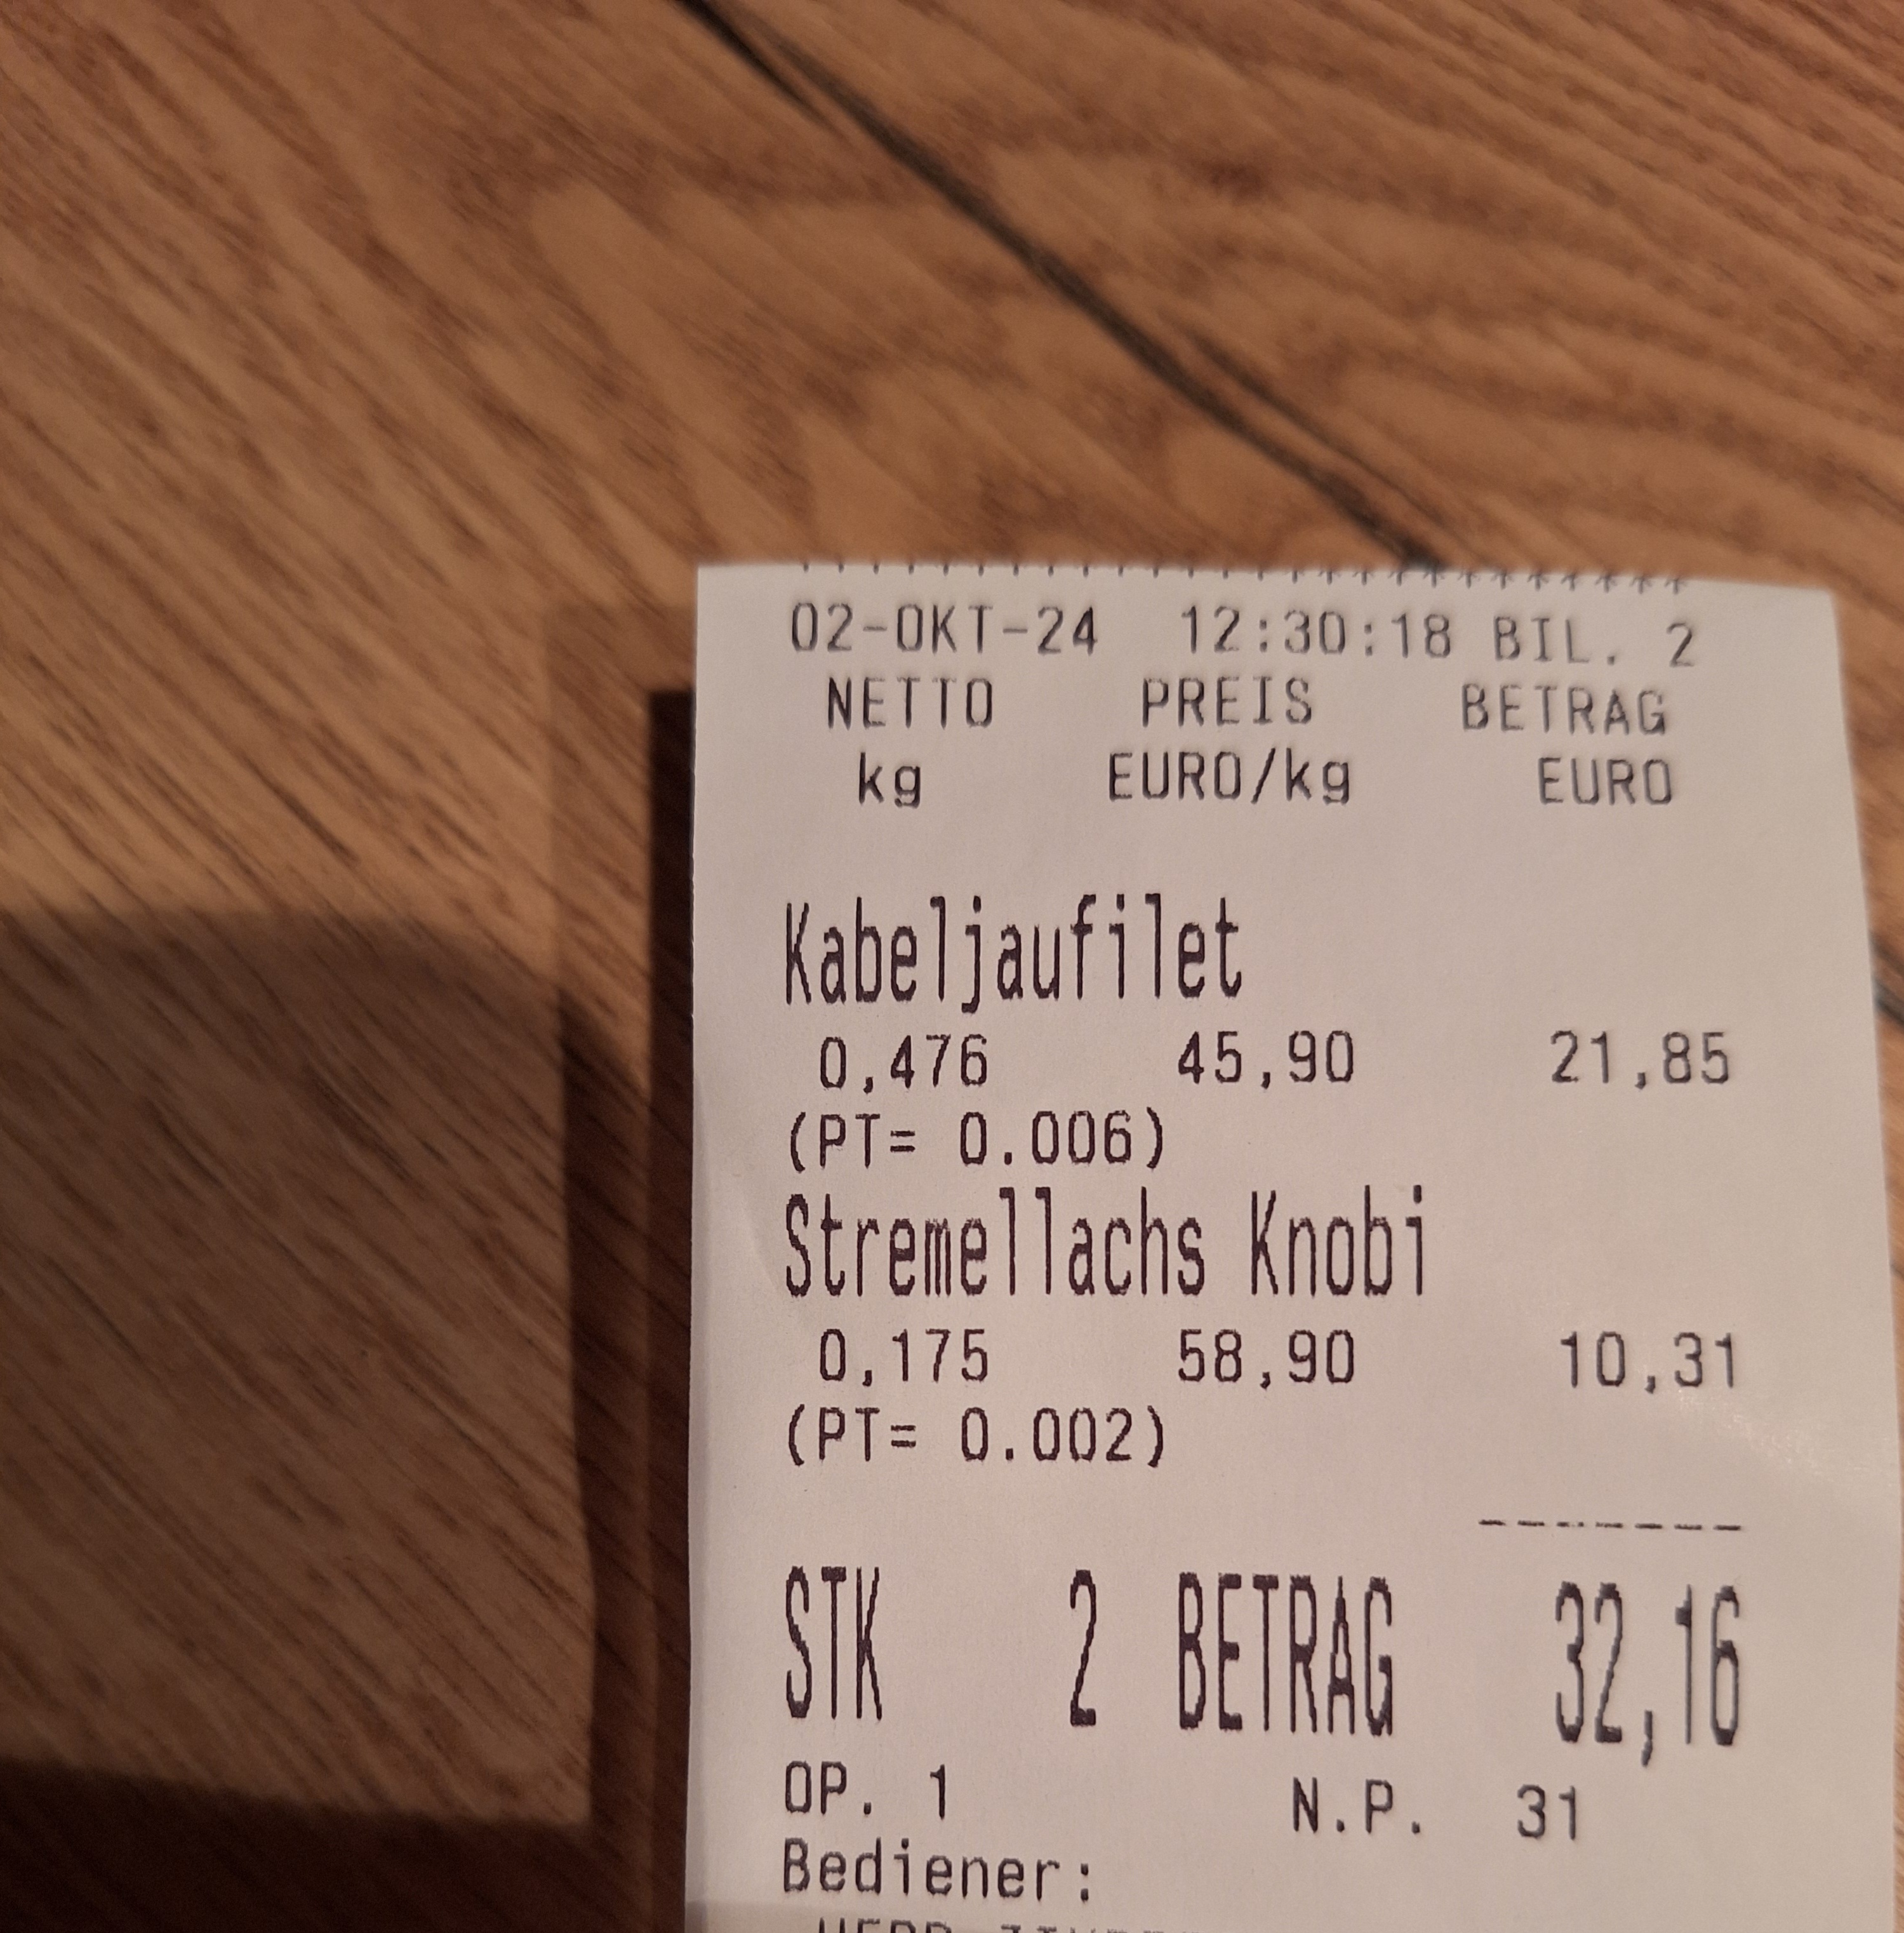 02-OKT-24 12:30:18 BIL. 2
NETTO PREIS BETRAG
kg EURO/kg EURO
Kabeljaufilet
0,476 45,90 21,85
(PT= 0.006)
Stremellachs Knobi
0,175 58,90 10,31
(PT= 0.002)
--------
STK 2 BETRAG 32,16
OP. 1 N.P. 31
Bediener: